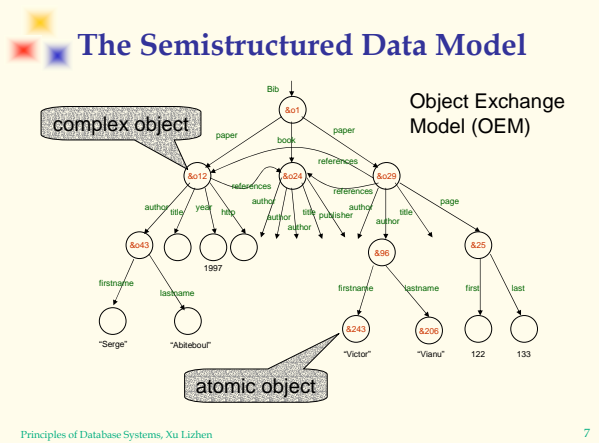 The Semistructured Data Model
Bib
&o1
Object Exchange
Model (OEM)
complex object
paper
book
paper
references
&o12
&o24
&o29
references
references
author
title
year
http
author
author
author
title
publisher
author
author
title
page
&o43
1997
&96
&25
firstname
lastname
firstname
lastname
first
last
&243
&206
"Serge"
"Abiteboul"
"Victor"
"Vianu"
122
133
atomic object
Principles of Database Systems, Xu Lizhen
7